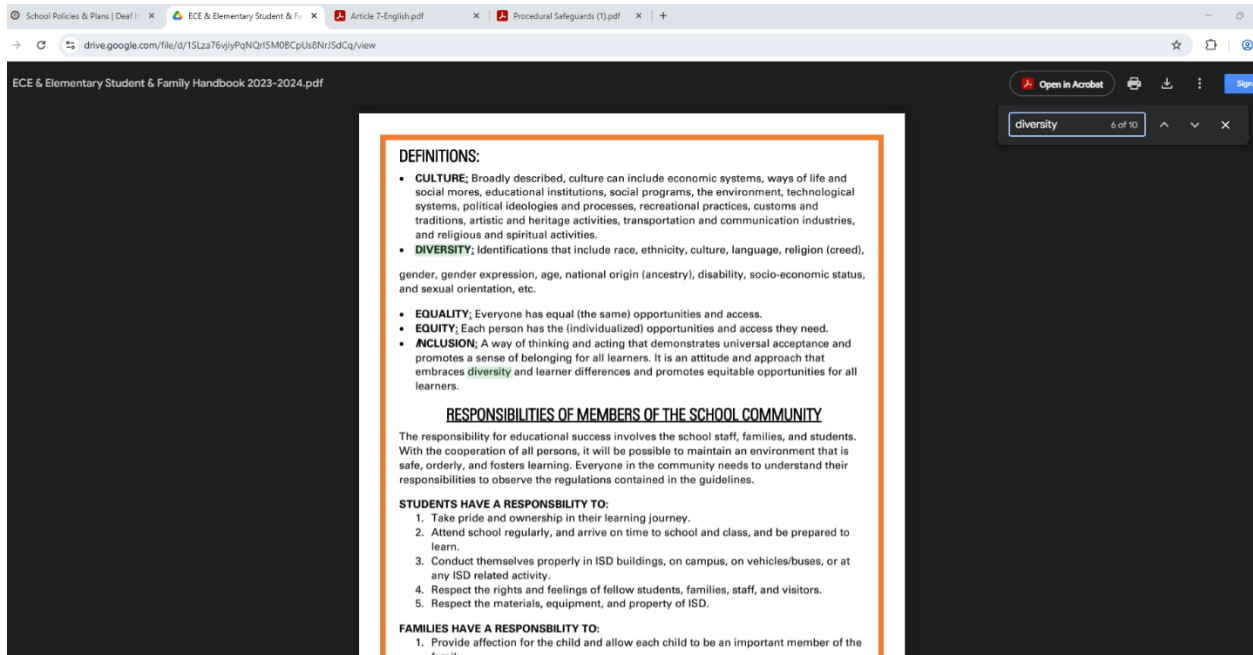 School Policies & Plans | Deaf H
ECE & Elementary Student & Fa
Article 7-English.pdf
Procedural Safeguards (1).pdf
drive.google.com/file/d/1SLza76vjiyPqNQrI5M0BCpUs8NrJSdCq/view
ECE & Elementary Student & Family Handbook 2023-2024.pdf
Open in Acrobat
Sign
diversity 6 of 10
DEFINITIONS:
• CULTURE: Broadly described, culture can include economic systems, ways of life and
social mores, educational institutions, social programs, the environment, technological
systems, political ideologies and processes, recreational practices, customs and
traditions, artistic and heritage activities, transportation and communication industries,
and religious and spiritual activities.
• DIVERSITY: Identifications that include race, ethnicity, culture, language, religion (creed),
gender, gender expression, age, national origin (ancestry), disability, socio-economic status,
and sexual orientation, etc.
• EQUALITY: Everyone has equal (the same) opportunities and access.
• EQUITY: Each person has the (individualized) opportunities and access they need.
• INCLUSION: A way of thinking and acting that demonstrates universal acceptance and
promotes a sense of belonging for all learners. It is an attitude and approach that
embraces diversity and learner differences and promotes equitable opportunities for all
learners.
RESPONSIBILITIES OF MEMBERS OF THE SCHOOL COMMUNITY
The responsibility for educational success involves the school staff, families, and students.
With the cooperation of all persons, it will be possible to maintain an environment that is
safe, orderly, and fosters learning. Everyone in the community needs to understand their
responsibilities to observe the regulations contained in the guidelines.
STUDENTS HAVE A RESPONSBILITY TO:
1. Take pride and ownership in their learning journey.
2. Attend school regularly, and arrive on time to school and class, and be prepared to
learn.
3. Conduct themselves properly in ISD buildings, on campus, on vehicles/buses, or at
any ISD related activity.
4. Respect the rights and feelings of fellow students, families, staff, and visitors.
5. Respect the materials, equipment, and property of ISD.
FAMILIES HAVE A RESPONSBILITY TO:
1. Provide affection for the child and allow each child to be an important member of the